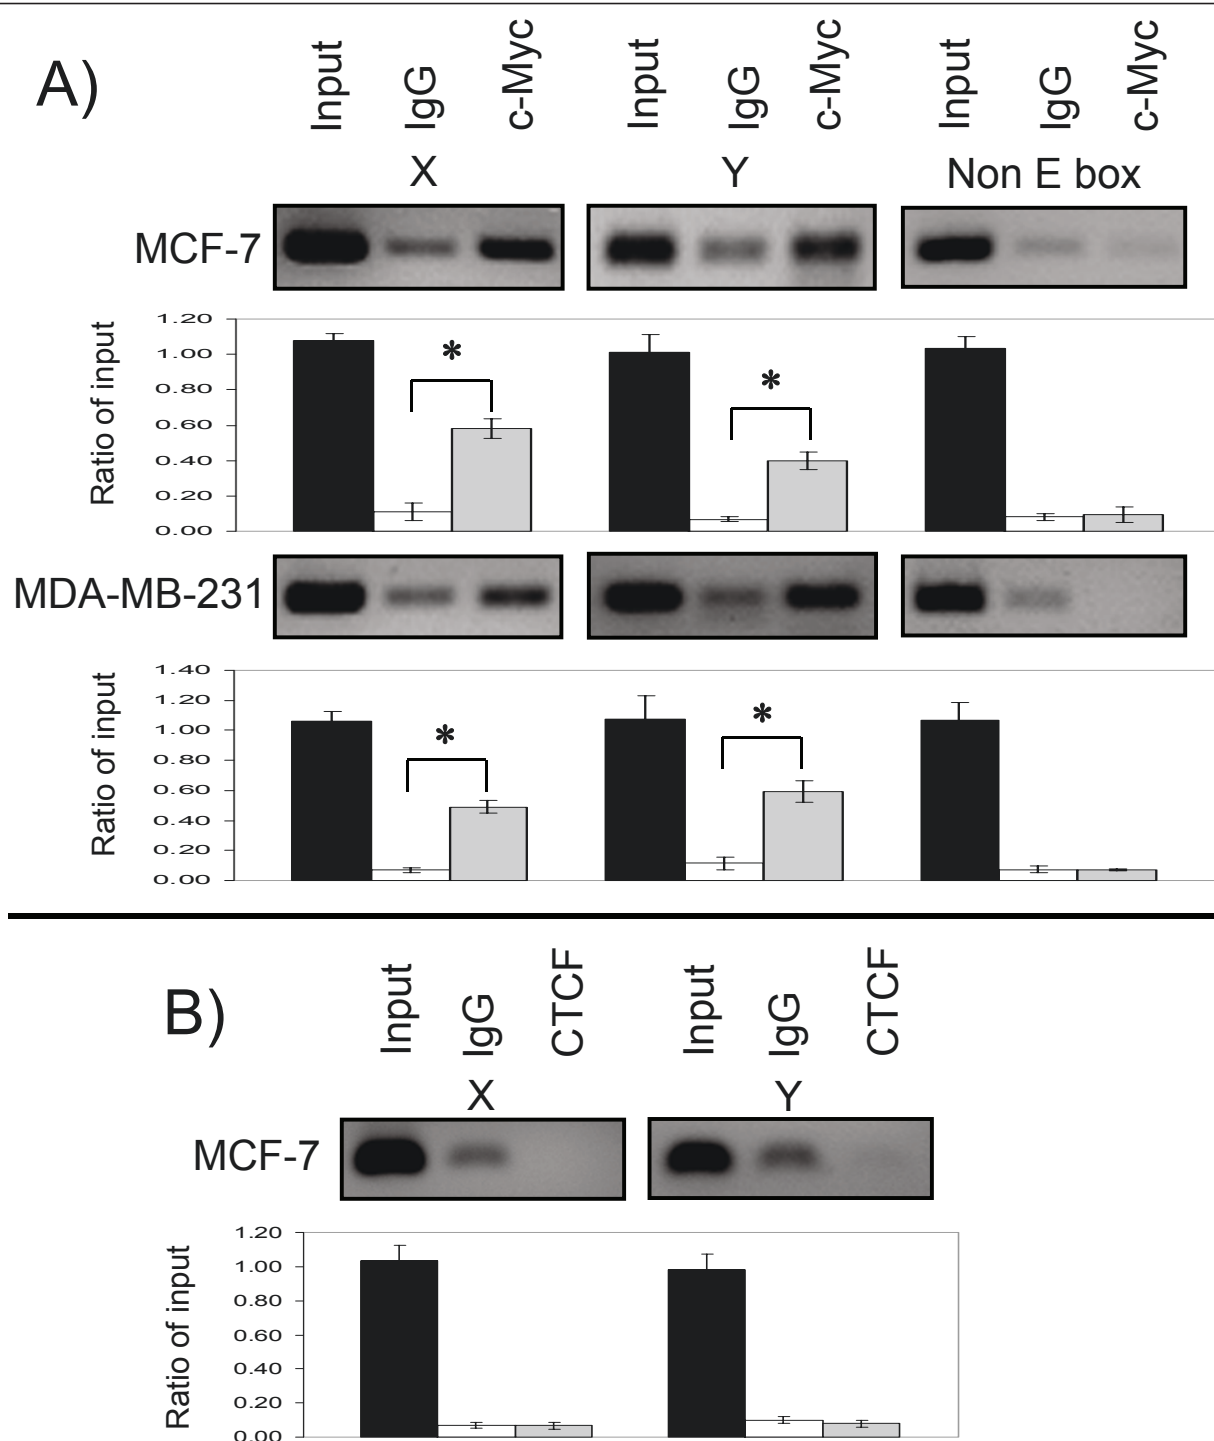 A)
Input IgG c-Myc Input IgG c-Myc Input IgG c-Myc
X Y Non E box
MCF-7
Ratio of input
1.20
1.00
0.80
0.60
0.40
0.20
0.00
* *
MDA-MB-231
Ratio of input
1.40
1.20
1.00
0.80
0.60
0.40
0.20
0.00
* *
B)
Input IgG CTCF Input IgG CTCF
X Y
MCF-7
Ratio of input
1.20
1.00
0.80
0.60
0.40
0.20
0.00